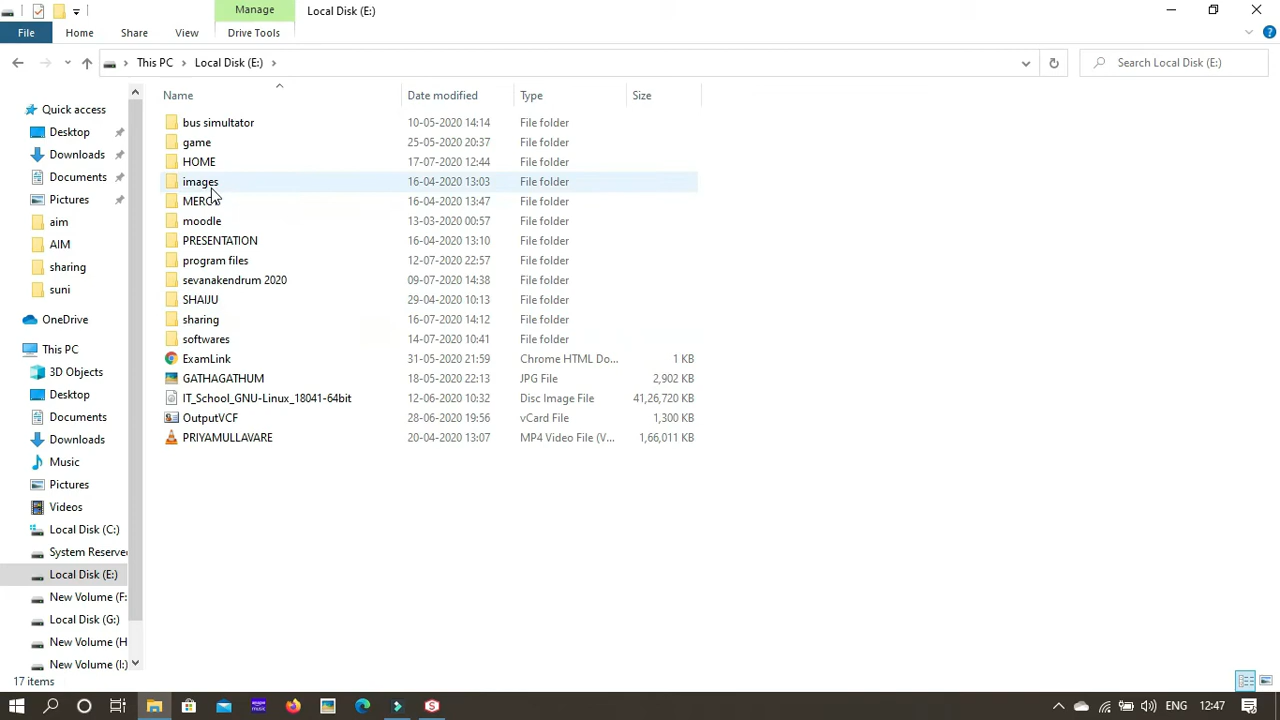 Manage
Local Disk (E:)
File
Home
Share
View
Drive Tools
This PC
Local Disk (E:)
Search Local Disk (E:)
Name
Date modified
Type
Size
Quick access
Desktop
Downloads
Documents
Pictures
aim
AIM
sharing
suni
OneDrive
This PC
3D Objects
Desktop
Documents
Downloads
Music
Pictures
Videos
Local Disk (C:)
System Reserve
Local Disk (E:)
New Volume (F:
Local Disk (G:)
New Volume (H
New Volume (I:)
bus simultator 10-05-2020 14:14 File folder
game 25-05-2020 20:37 File folder
HOME 17-07-2020 12:44 File folder
images 16-04-2020 13:03 File folder
16-04-2020 13:47 File folder
moodle 13-03-2020 00:57 File folder
PRESENTATION 16-04-2020 13:10 File folder
program files 12-07-2020 22:57 File folder
sevanakendrum 2020 09-07-2020 14:38 File folder
SHAIJU 29-04-2020 10:13 File folder
sharing 16-07-2020 14:12 File folder
softwares 14-07-2020 10:41 File folder
ExamLink 31-05-2020 21:59 Chrome HTML Do... 1 KB
GATHAGATHUM 18-05-2020 22:13 JPG File 2,902 KB
IT_School_GNU-Linux_18041-64bit 12-06-2020 10:32 Disc Image File 41,26,720 KB
OutputVCF 28-06-2020 19:56 vCard File 1,300 KB
PRIYAMULLAVARE 20-04-2020 13:07 MP4 Video File (V... 1,66,011 KB
17 items
amazon music
ENG
12:47